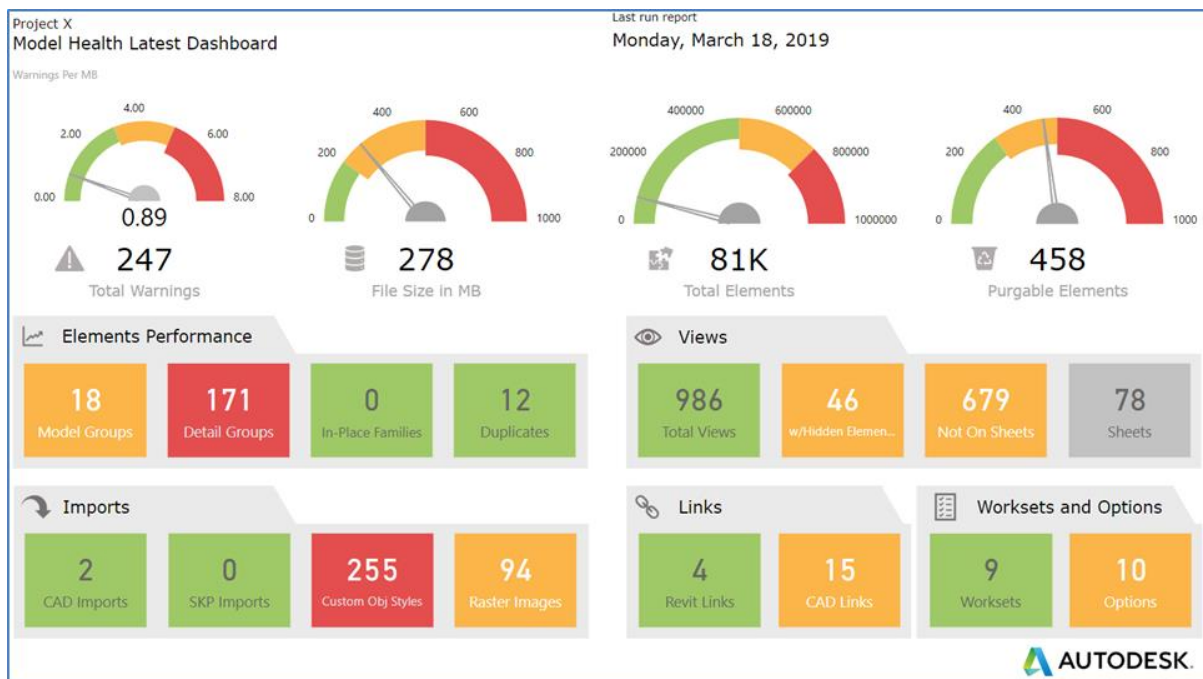 Project X
Model Health Latest Dashboard
Last run report
Monday, March 18, 2019
Warnings Per MB
0.00
2.00
4.00
6.00
8.00
0.89
247
Total Warnings
0
200
400
600
800
1000
278
File Size in MB
0
200000
400000
600000
800000
1000000
81K
Total Elements
0
200
400
600
800
1000
458
Purgable Elements
Elements Performance
18
Model Groups
171
Detail Groups
0
In-Place Families
12
Duplicates
Views
986
Total Views
46
w/Hidden Elemen...
679
Not On Sheets
78
Sheets
Imports
2
CAD Imports
0
SKP Imports
255
Custom Obj Styles
94
Raster Images
Links
4
Revit Links
15
CAD Links
Worksets and Options
9
Worksets
10
Options
AUTODESK.